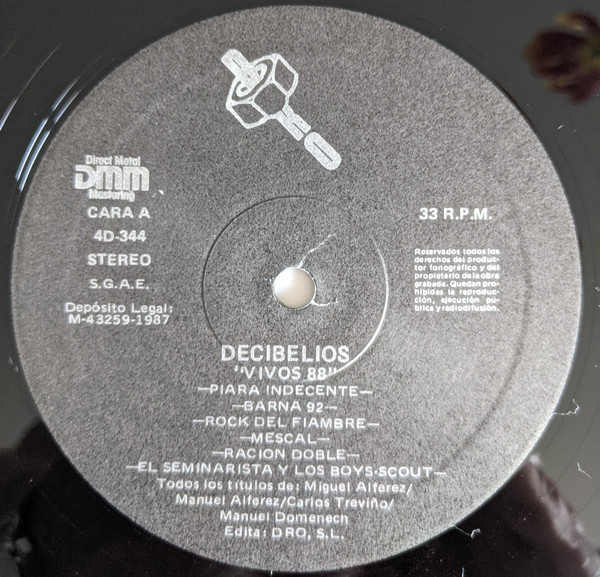 Direct Metal
DMM
Mastering
CARA A
4D-344
STEREO
S.G.A.E.
Depósito Legal:
M-43259-1987
33 R.P.M.
Reservados todos los
derechos del produc-
tor fonográfico y del
propietario de la obra
grabada. Quedan pro-
hibidas la reproduc-
ción, ejecución pu-
blica y radiodifusión.
DECIBELIOS
"VIVOS 88"
—PIARA INDECENTE—
—BARNA 92—
—ROCK DEL FIAMBRE—
—MESCAL—
—RACION DOBLE—
—EL SEMINARISTA Y LOS BOYS-SCOUT—
Todos los títulos de: Miguel Alferez/
Manuel Alferez/Carlos Treviño/
Manuel Domenech
Edita: DRO, S.L.